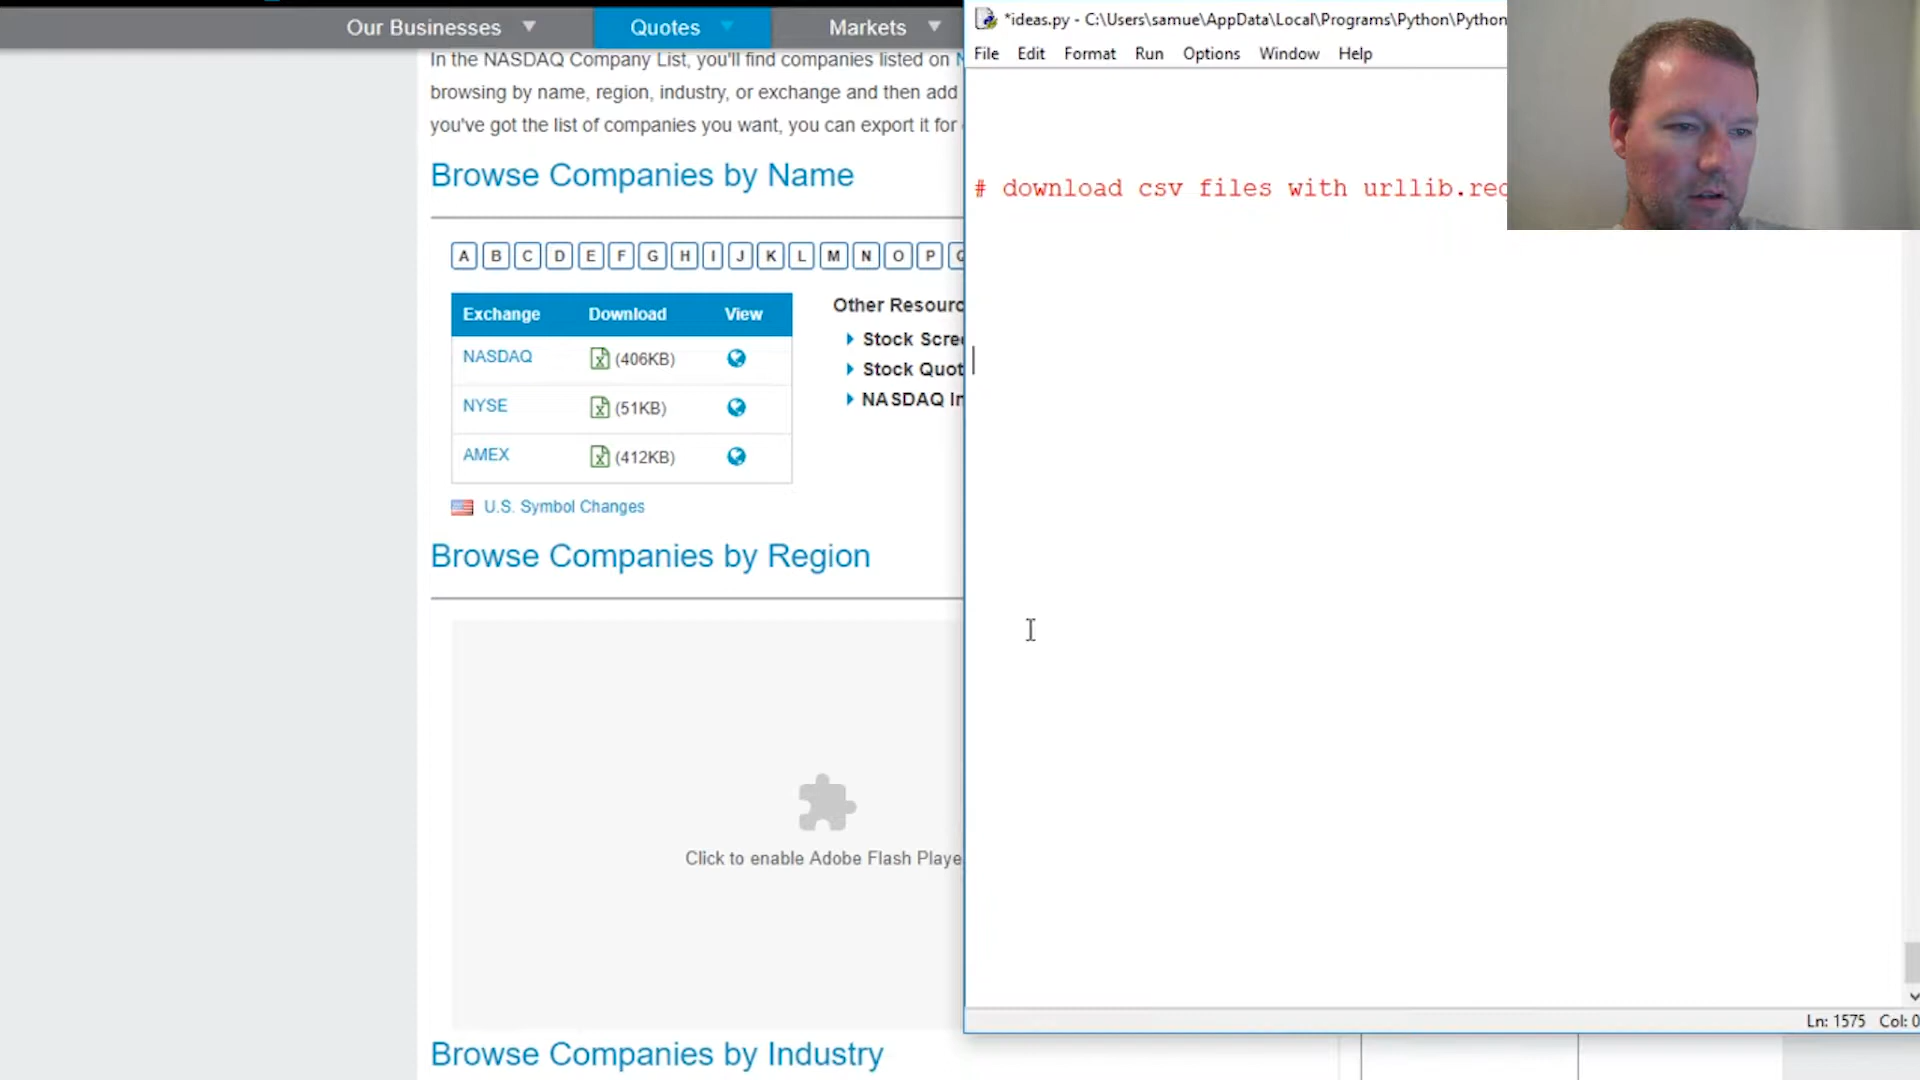 Our Businesses
Quotes
Markets
In the NASDAQ Company List, you'll find companies listed on
browsing by name, region, industry, or exchange and then add
you've got the list of companies you want, you can export it for
Browse Companies by Name
A B C D E F G H I J K L M N O P
Exchange Download View
NASDAQ (406KB)
NYSE (51KB)
AMEX (412KB)
Other Resourc
Stock Scree
Stock Quot
NASDAQ In
U.S. Symbol Changes
Browse Companies by Region
Click to enable Adobe Flash Playe
Browse Companies by Industry
*ideas.py - C:\Users\samue\AppData\Local\Programs\Python\Python
File Edit Format Run Options Window Help
# download csv files with urllib.req
Ln: 1575 Col: 0